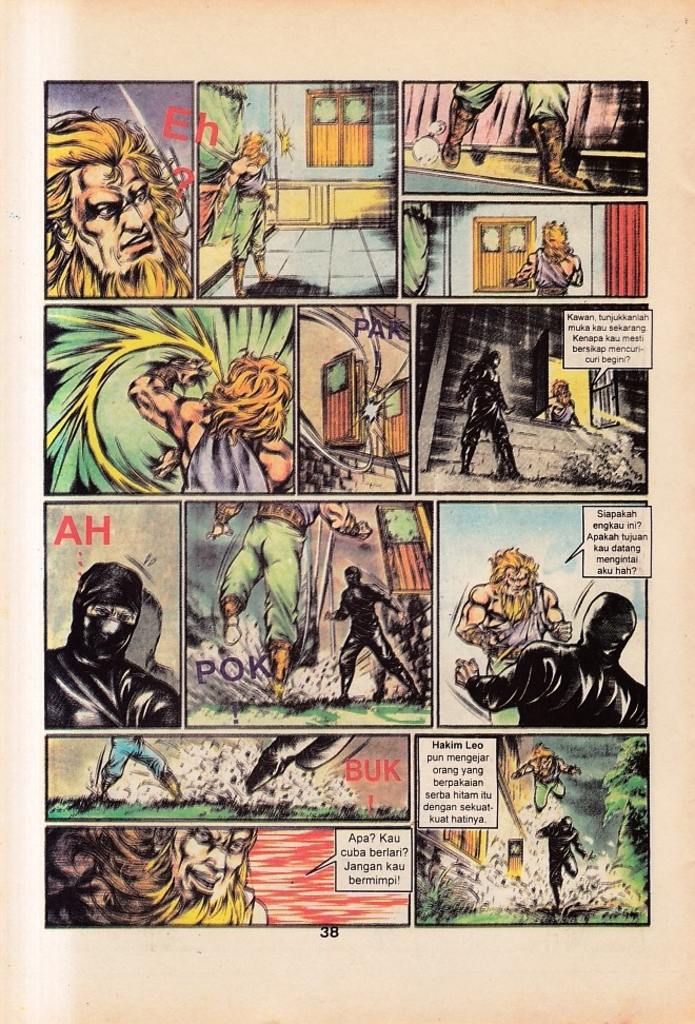 Eh
?
PAK
Kawan, tunjukkanlah
muka kau sekarang.
Kenapa kau mesti
bersikap mencuri-
curi begini?
AH
POK
!
Siapakah
engkau ini?
Apakah tujuan
kau datang
mengintai
aku hah?
BUK
!
Apa? Kau
cuba berlari?
Jangan kau
bermimpi!
Hakim Leo
pun mengejar
orang yang
berpakaian
serba hitam itu
dengan sekuat-
kuat hatinya.
38